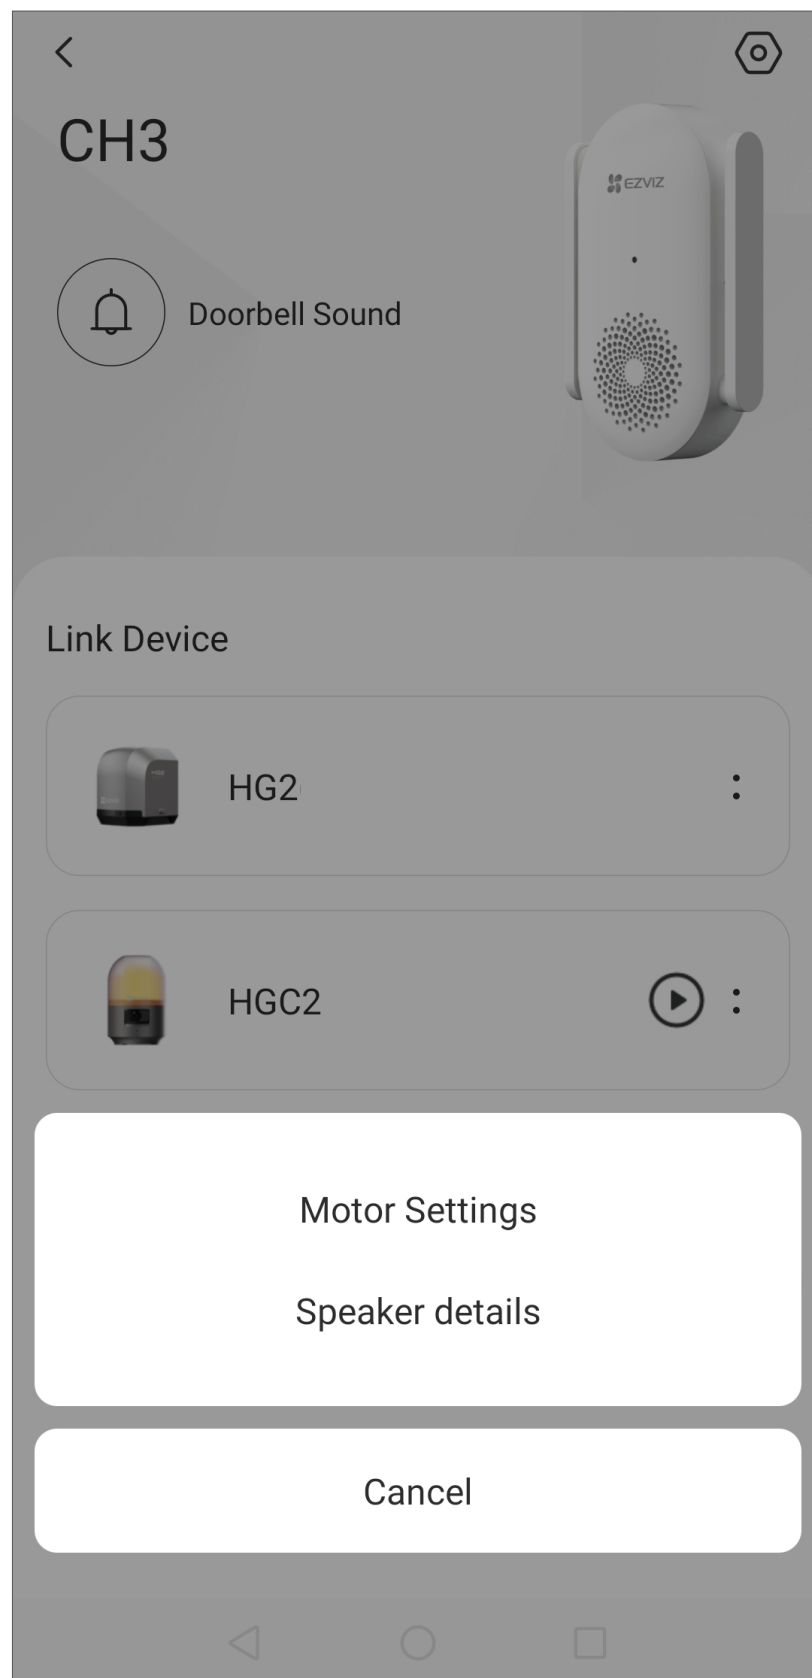 CH3
EZVIZ
Doorbell Sound
Link Device
HG2
HGC2
Motor Settings
Speaker details
Cancel